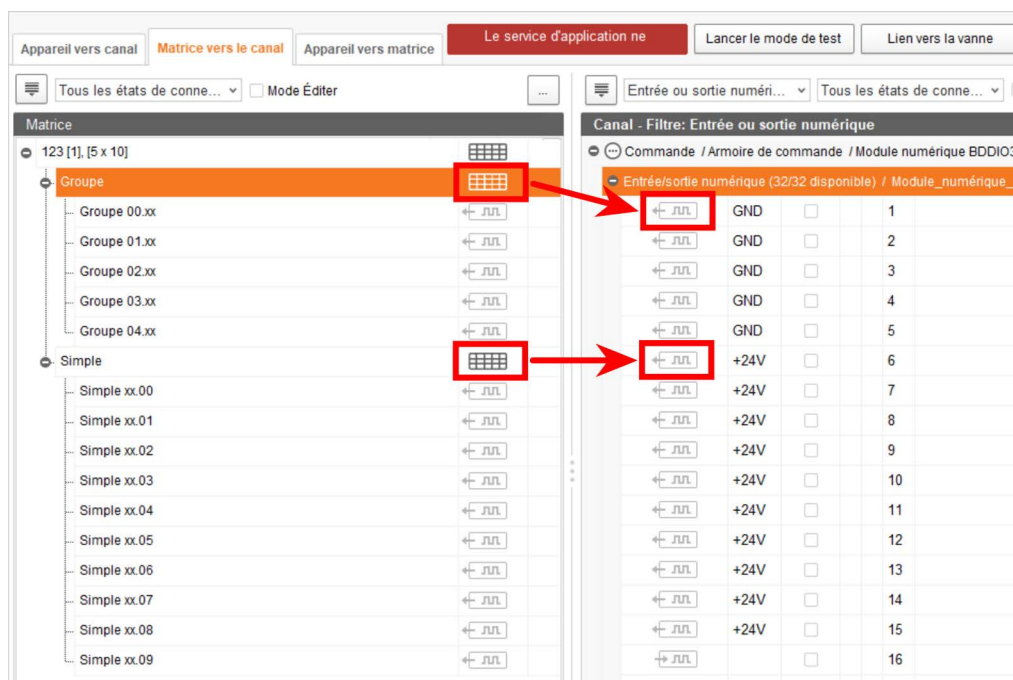 Appareil vers canal Matrice vers le canal Appareil vers matrice Le service d'application ne Lancer le mode de test Lien vers la vanne
Tous les états de conne... Mode Éditer ... Entrée ou sortie numéri... Tous les états de conne...
Matrice Canal - Filtre: Entrée ou sortie numérique
123 [1], [5 x 10] Commande / Armoire de commande / Module numérique BDDIO3
Groupe Entrée/sortie numérique (32/32 disponible) / Module_numérique_
Groupe 00.xx GND 1
Groupe 01.xx GND 2
Groupe 02.xx GND 3
Groupe 03.xx GND 4
Groupe 04.xx GND 5
Simple +24V 6
Simple xx.00 +24V 7
Simple xx.01 +24V 8
Simple xx.02 +24V 9
Simple xx.03 +24V 10
Simple xx.04 +24V 11
Simple xx.05 +24V 12
Simple xx.06 +24V 13
Simple xx.07 +24V 14
Simple xx.08 +24V 15
Simple xx.09 16